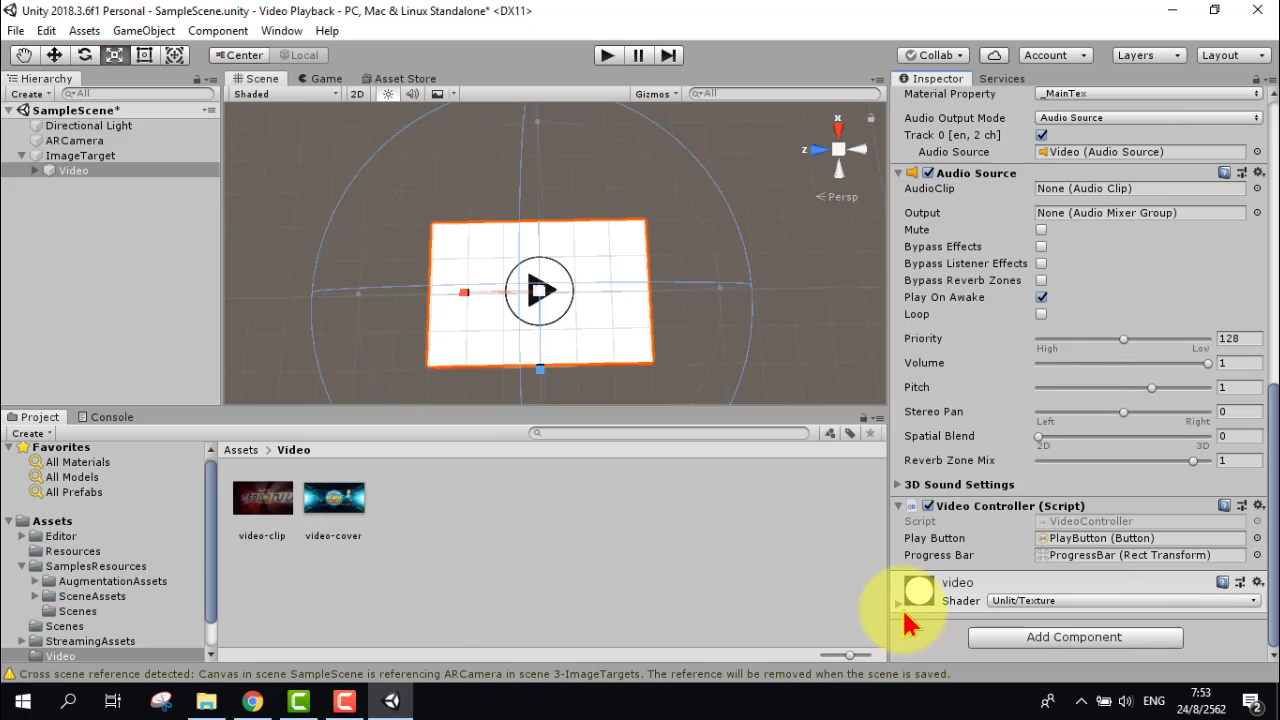 Unity 2018.3.6f1 Personal - SampleScene.unity - Video Playback - PC, Mac & Linux Standalone* <DX11>
File Edit Assets GameObject Component Window Help
Center Local Collab Account Layers Layout
Hierarchy
Create All
SampleScene*
Directional Light
ARCamera
ImageTarget
Video
Scene Game Asset Store
Shaded 2D Gizmos All
x
z
Persp
Project Console
Create
Favorites
All Materials
All Models
All Prefabs
Assets
Editor
Resources
SamplesResources
AugmentationAssets
SceneAssets
Scenes
Scenes
StreamingAssets
Video
Assets > Video
video-clip video-cover
Inspector Services
Material Property _MainTex
Audio Output Mode Audio Source
Track 0 [en, 2 ch]
Audio Source Video (Audio Source)
Audio Source
AudioClip None (Audio Clip)
Output None (Audio Mixer Group)
Mute
Bypass Effects
Bypass Listener Effects
Bypass Reverb Zones
Play On Awake
Loop
Priority 128
High Low
Volume 1
Pitch 1
Stereo Pan 0
Left Right
Spatial Blend 0
2D 3D
Reverb Zone Mix 1
3D Sound Settings
Video Controller (Script)
Script VideoController
Play Button PlayButton (Button)
Progress Bar ProgressBar (Rect Transform)
video
Shader Unlit/Texture
Add Component
Cross scene reference detected: Canvas in scene SampleScene is referencing ARCamera in scene 3-ImageTargets. The reference will be removed when the scene is saved.
ENG
7:53
24/8/2562
2